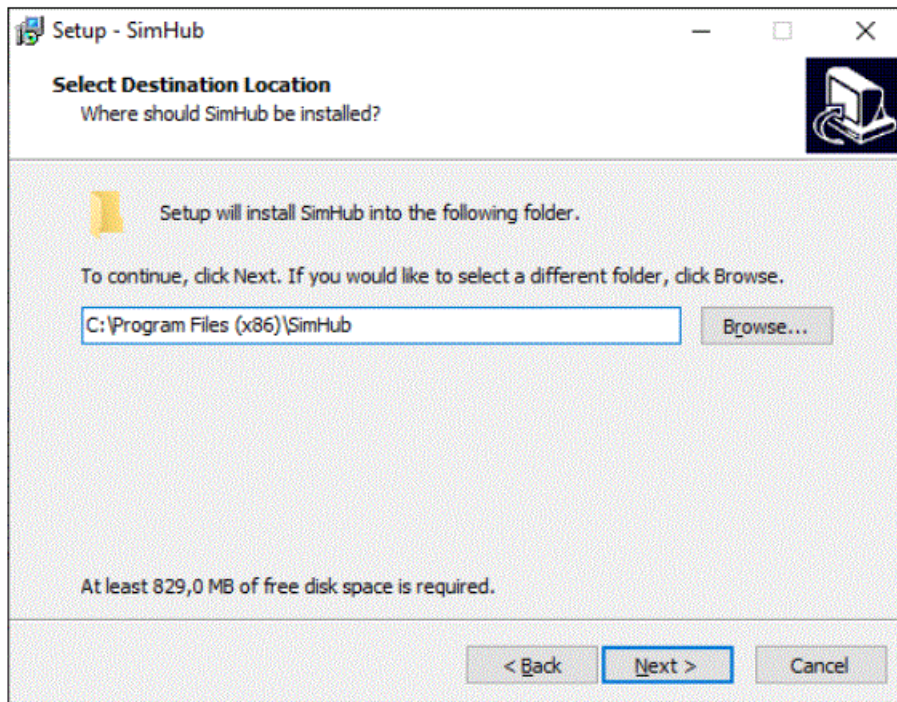 Setup - SimHub
Select Destination Location
Where should SimHub be installed?
Setup will install SimHub into the following folder.
To continue, click Next. If you would like to select a different folder, click Browse.
C:\Program Files (x86)\SimHub
Browse...
At least 829,0 MB of free disk space is required.
< Back
Next >
Cancel